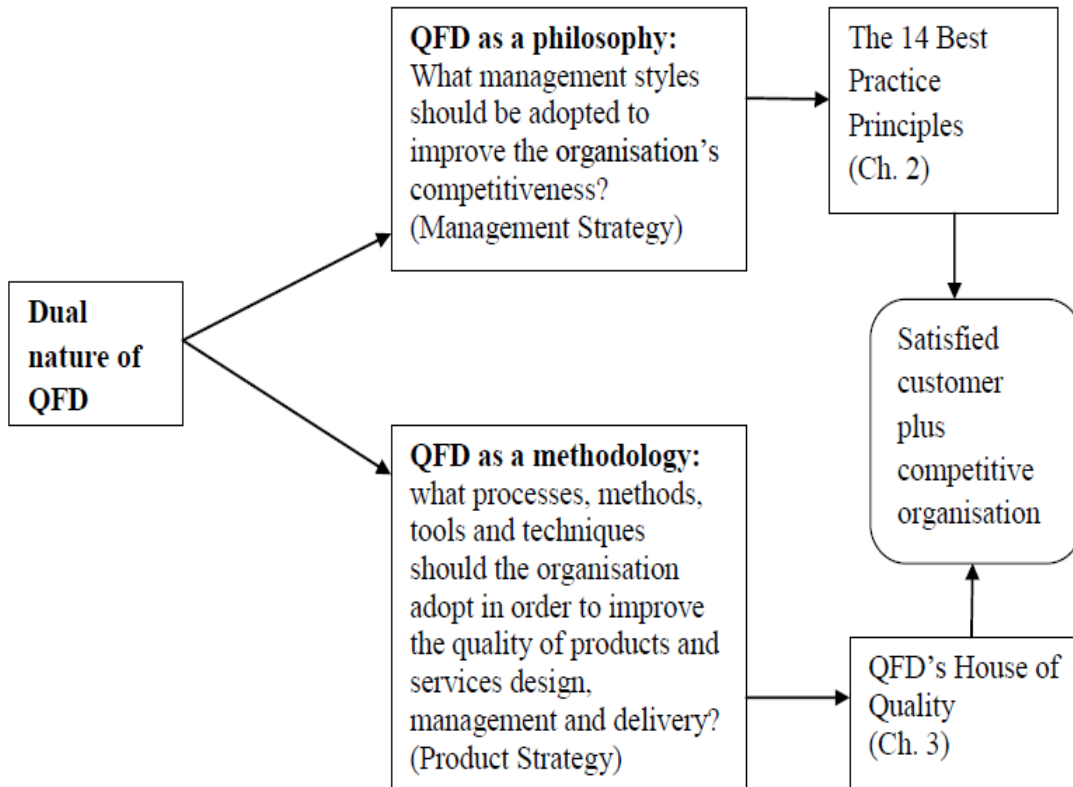 Dual
nature of
QFD
QFD as a philosophy:
What management styles
should be adopted to
improve the organisation’s
competitiveness?
(Management Strategy)
The 14 Best
Practice
Principles
(Ch. 2)
QFD as a methodology:
what processes, methods,
tools and techniques
should the organisation
adopt in order to improve
the quality of products and
services design,
management and delivery?
(Product Strategy)
QFD’s House of
Quality
(Ch. 3)
Satisfied
customer
plus
competitive
organisation